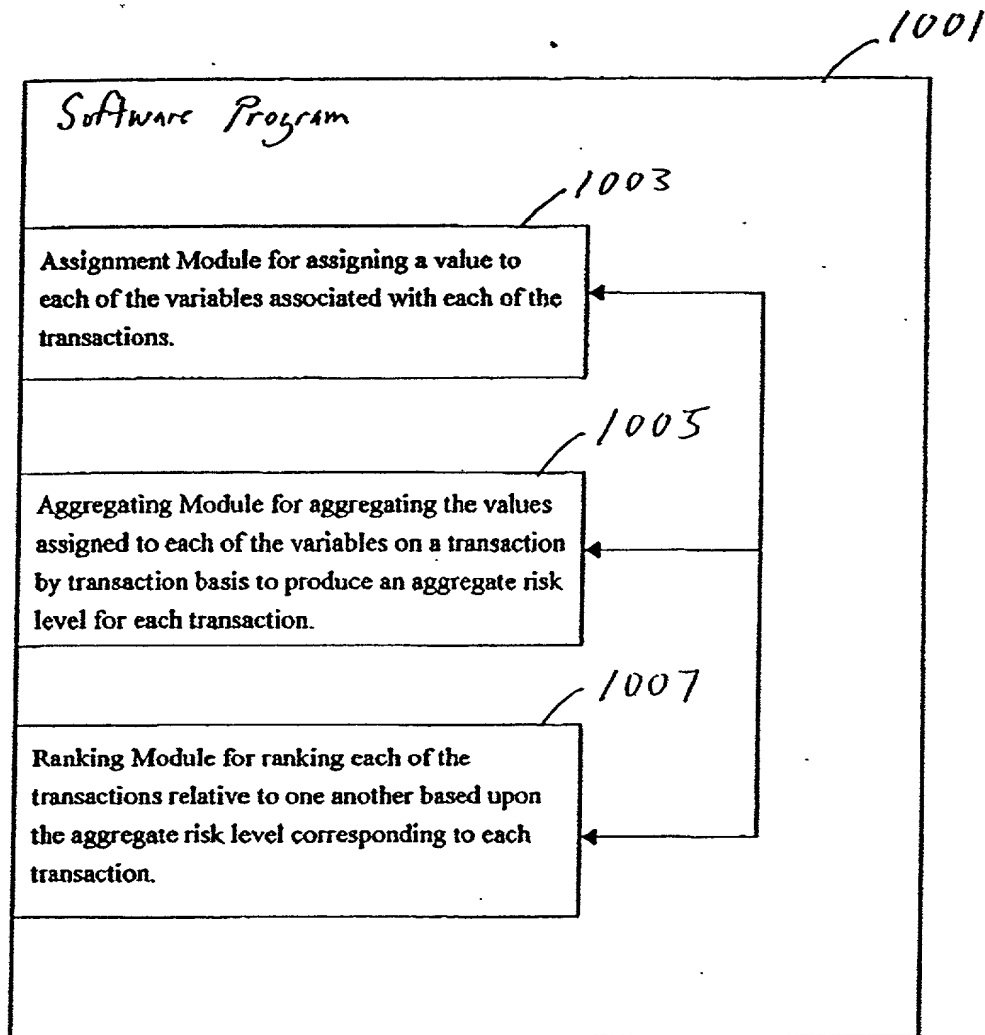 1001
Software Program
1003
Assignment Module for assigning a value to
each of the variables associated with each of the
transactions.
1005
Aggregating Module for aggregating the values
assigned to each of the variables on a transaction
by transaction basis to produce an aggregate risk
level for each transaction.
1007
Ranking Module for ranking each of the
transactions relative to one another based upon
the aggregate risk level corresponding to each
transaction.